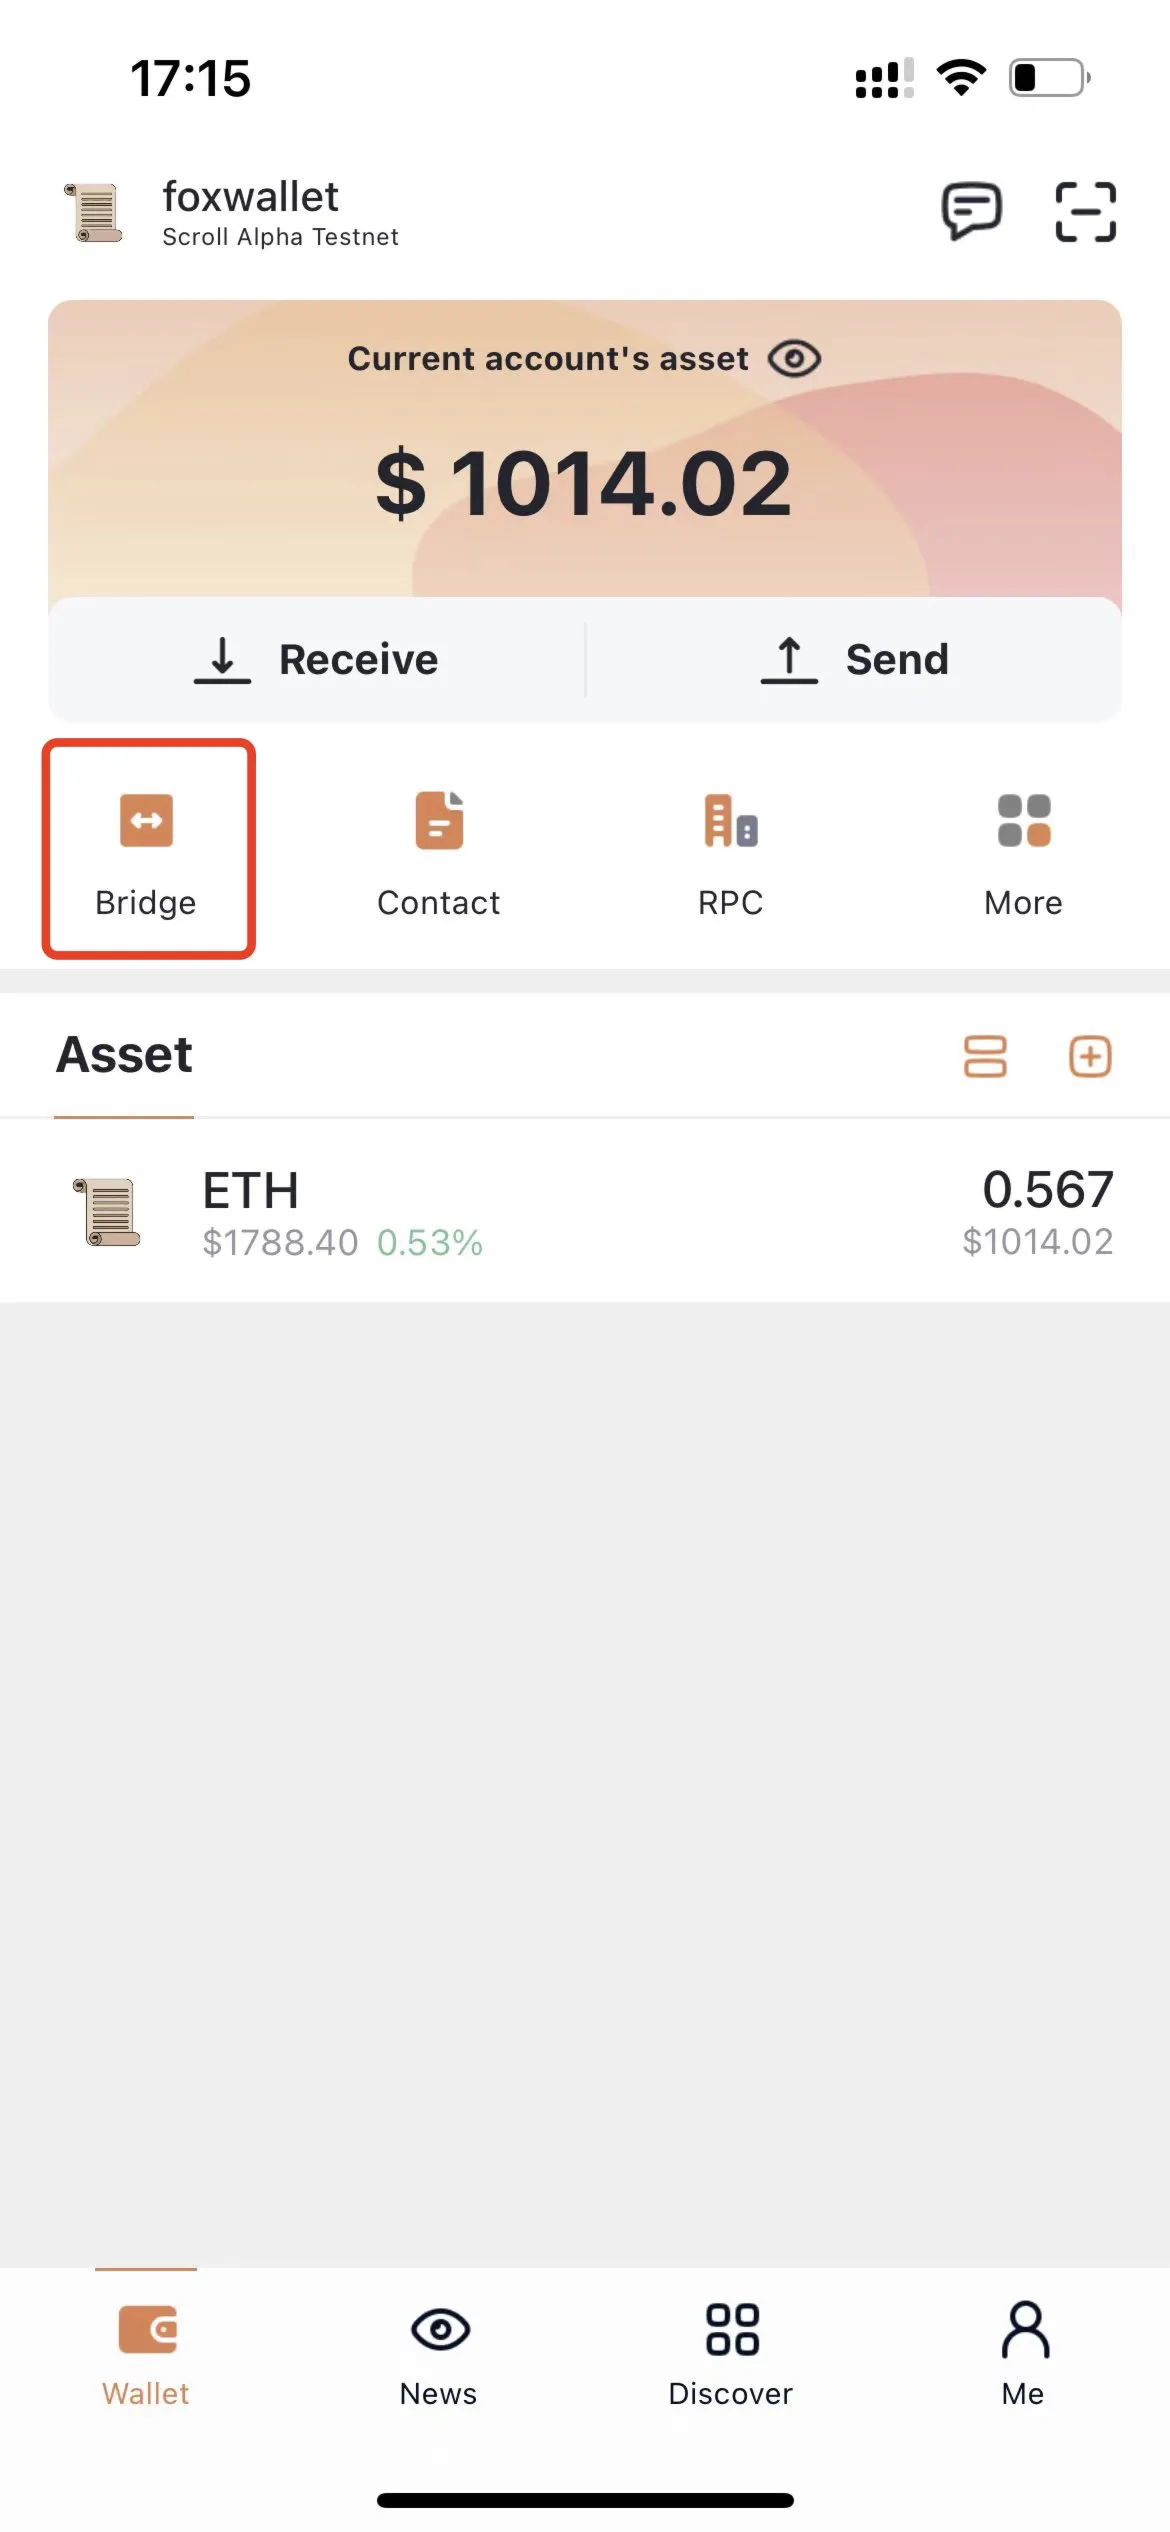 17:15
foxwallet
Scroll Alpha Testnet
Current account's asset
$ 1014.02
Receive
Send
Bridge
Contact
RPC
More
Asset
ETH
0.567
$1788.40 0.53%
$1014.02
Wallet
News
Discover
Me